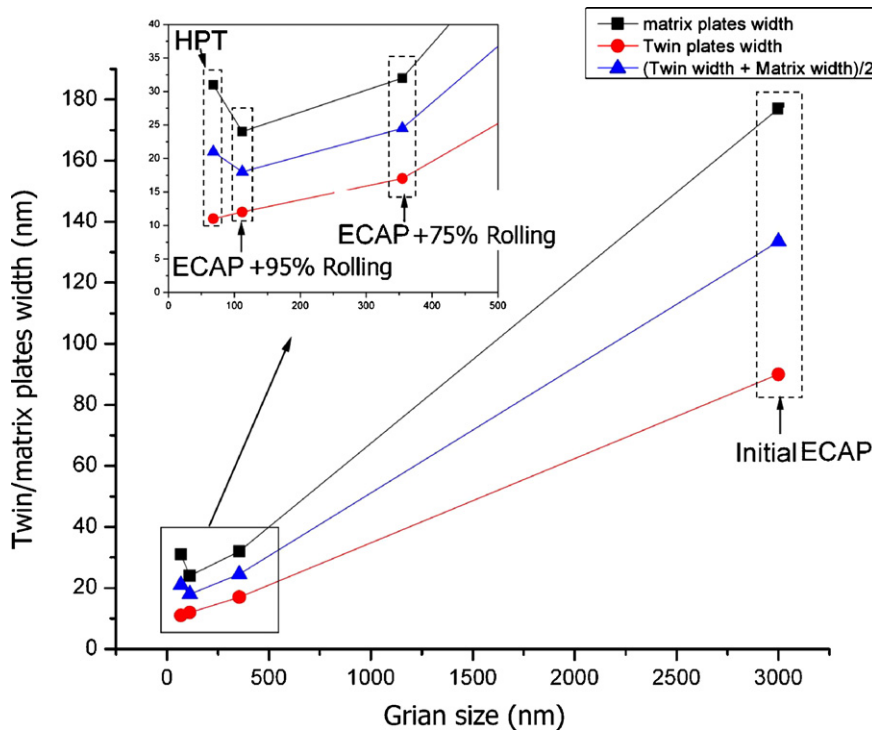 matrix plates width
Twin plates width
(Twin width + Matrix width)/2
HPT
ECAP +95% Rolling
ECAP +75% Rolling
40
35
30
25
20
15
10
5
0
0 100 200 300 400 500
Initial ECAP
Twin/matrix plates width (nm)
180
160
140
120
100
80
60
40
20
0
0 500 1000 1500 2000 2500 3000
Grian size (nm)